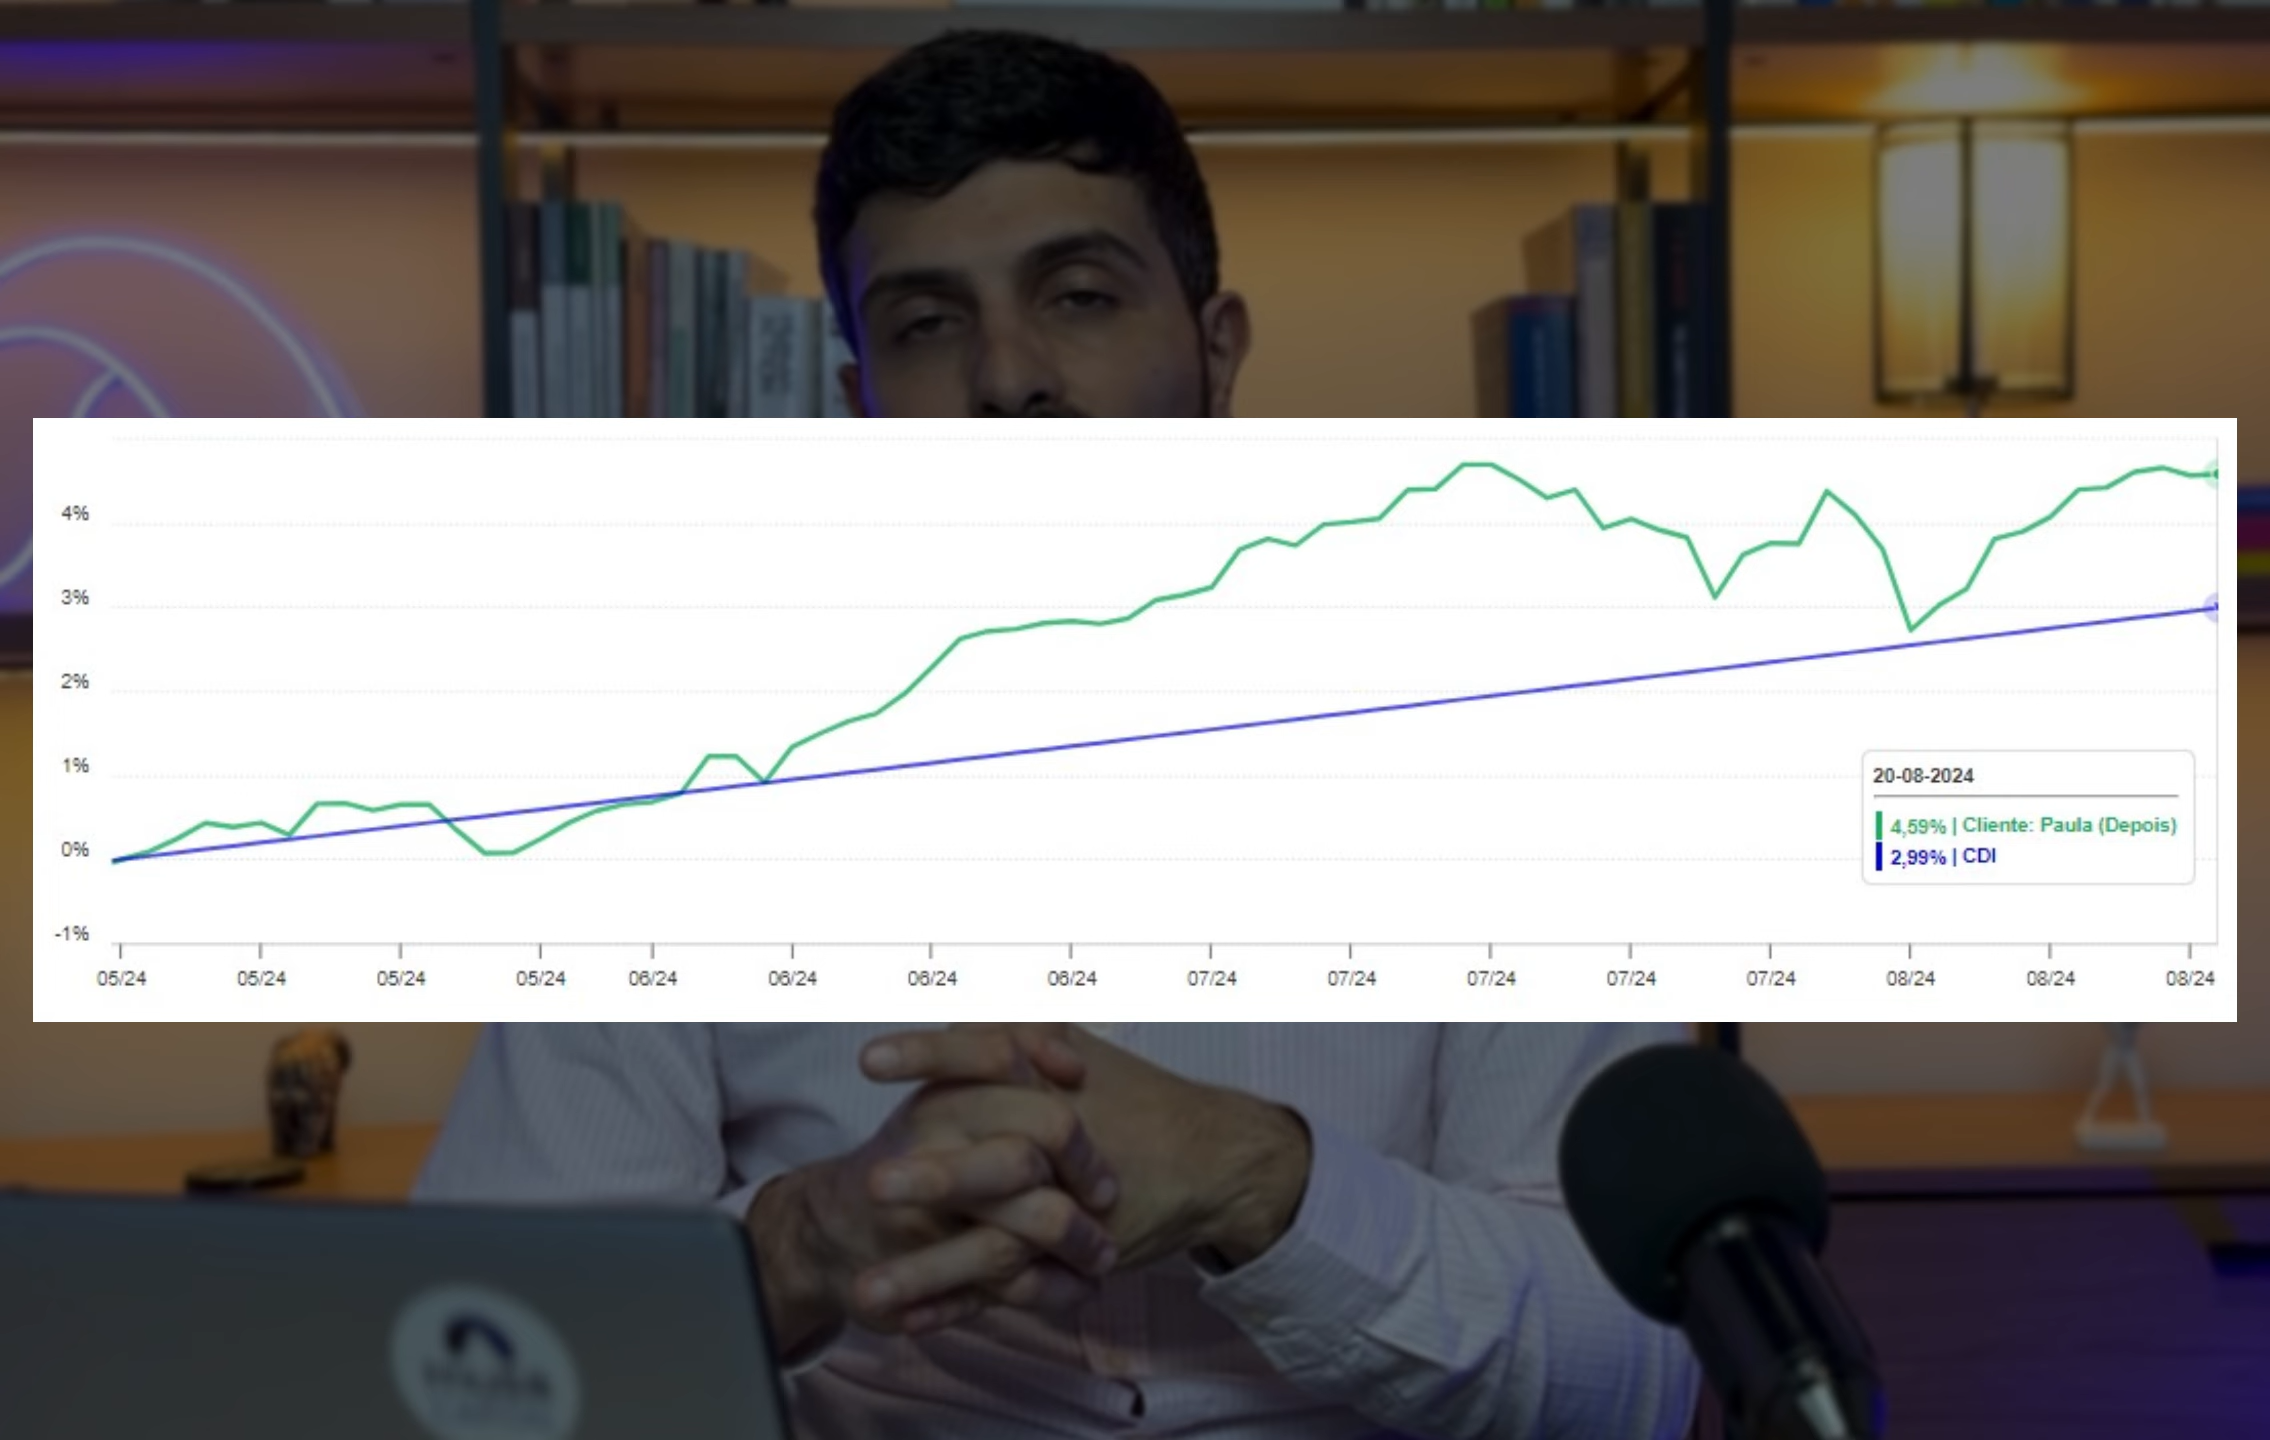 4%
3%
2%
1%
0%
-1%
20-08-2024
4,59% | Cliente: Paula (Depois)
2,99% | CDI
05/24 05/24 05/24 05/24 06/24 06/24 06/24 06/24 07/24 07/24 07/24 07/24 07/24 08/24 08/24 08/24